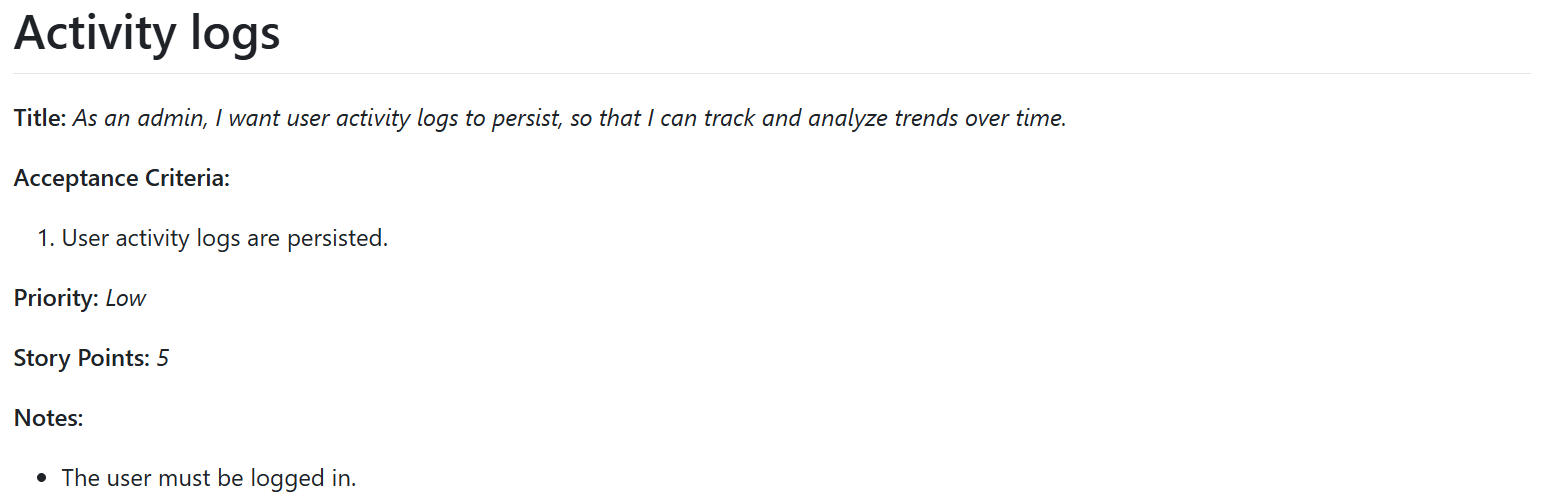 Activity logs
Title: As an admin, I want user activity logs to persist, so that I can track and analyze trends over time.
Acceptance Criteria:
1. User activity logs are persisted.
Priority: Low
Story Points: 5
Notes:
• The user must be logged in.